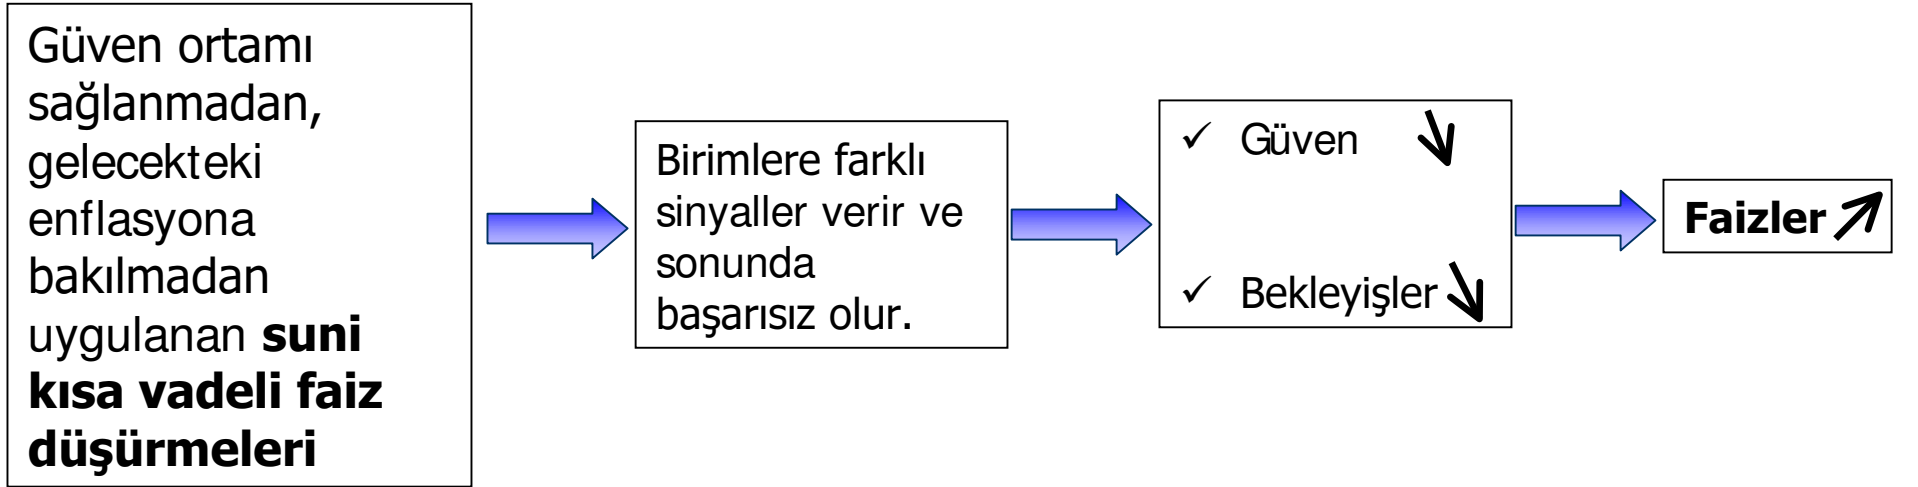 Güven ortamı
sağlanmadan,
gelecekteki
enflasyona
bakılmadan
uygulanan suni
kısa vadeli faiz
düşürmeleri
Birimlere farklı
sinyaller verir ve
sonunda
başarısız olur.
✓ Güven
✓ Bekleyişler
Faizler